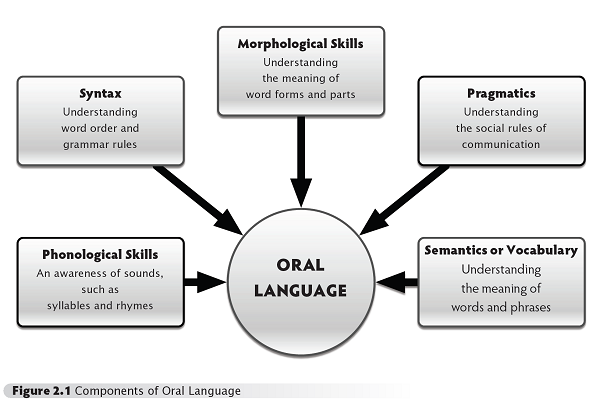 Morphological Skills
Understanding
the meaning of
word forms and parts
Syntax
Understanding
word order and
grammar rules
Pragmatics
Understanding
the social rules of
communication
Phonological Skills
An awareness of sounds,
such as
syllables and rhymes
ORAL
LANGUAGE
Semantics or Vocabulary
Understanding
the meaning of
words and phrases
Figure 2.1 Components of Oral Language